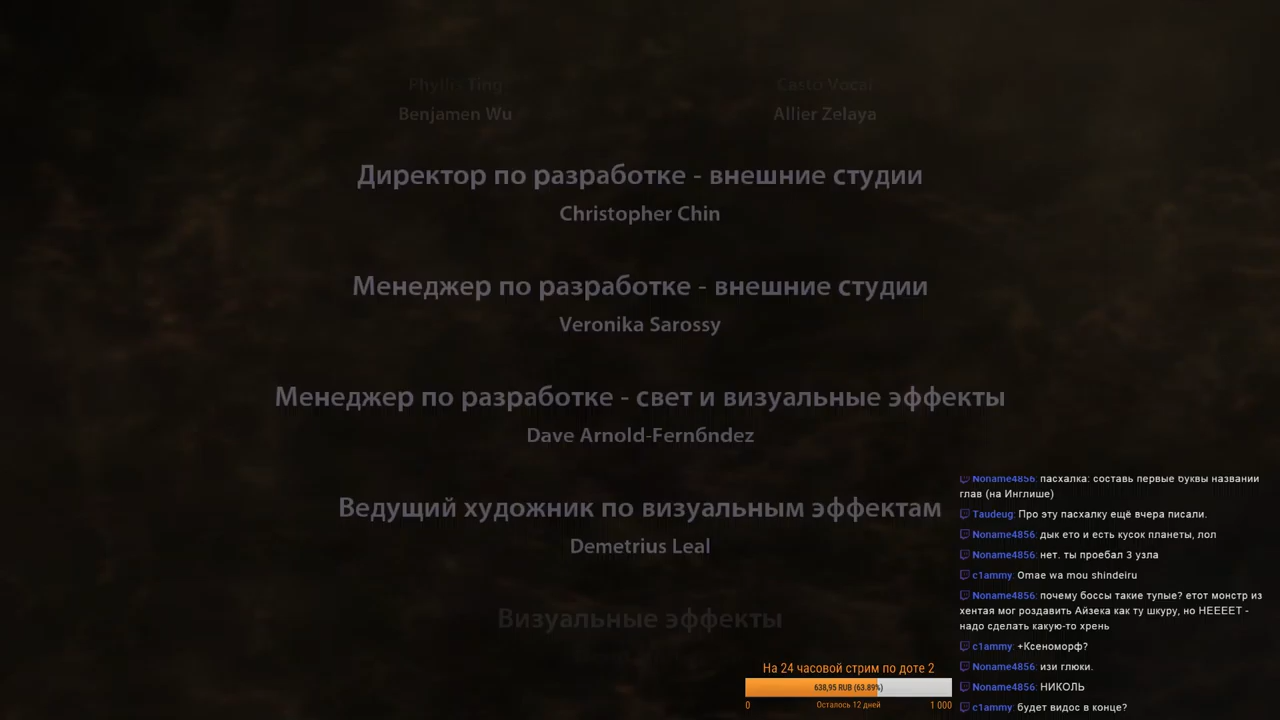 Phyllis Ting
Casto Vocal
Benjamen Wu
Allier Zelaya
Директор по разработке - внешние студии
Christopher Chin
Менеджер по разработке - внешние студии
Veronika Sarossy
Менеджер по разработке - свет и визуальные эффекты
Dave Arnold-Fernбndez
Ведущий художник по визуальным эффектам
Demetrius Leal
Визуальные эффекты
Noname4856: пасхалка: составь первые буквы названии
глав (на Инглише)
Taudeug: Про эту пасхалку ещё вчера писали.
Noname4856: дык ето и есть кусок планеты, лол
Noname4856: нет. ты проебал 3 узла
c1ammy: Omae wa mou shindeiru
Noname4856: почему боссы такие тупые? етот монстр из
хентая мог роздавить Айзека как ту шкуру, но НЕЕЕЕТ -
надо сделать какую-то хрень
c1ammy: +Ксеноморф?
Noname4856: изи глюки.
Noname4856: НИКОЛЬ
c1ammy: будет видос в конце?
На 24 часовой стрим по доте 2
638,95 RUB (63.89%)
0
Осталось 12 дней
1 000